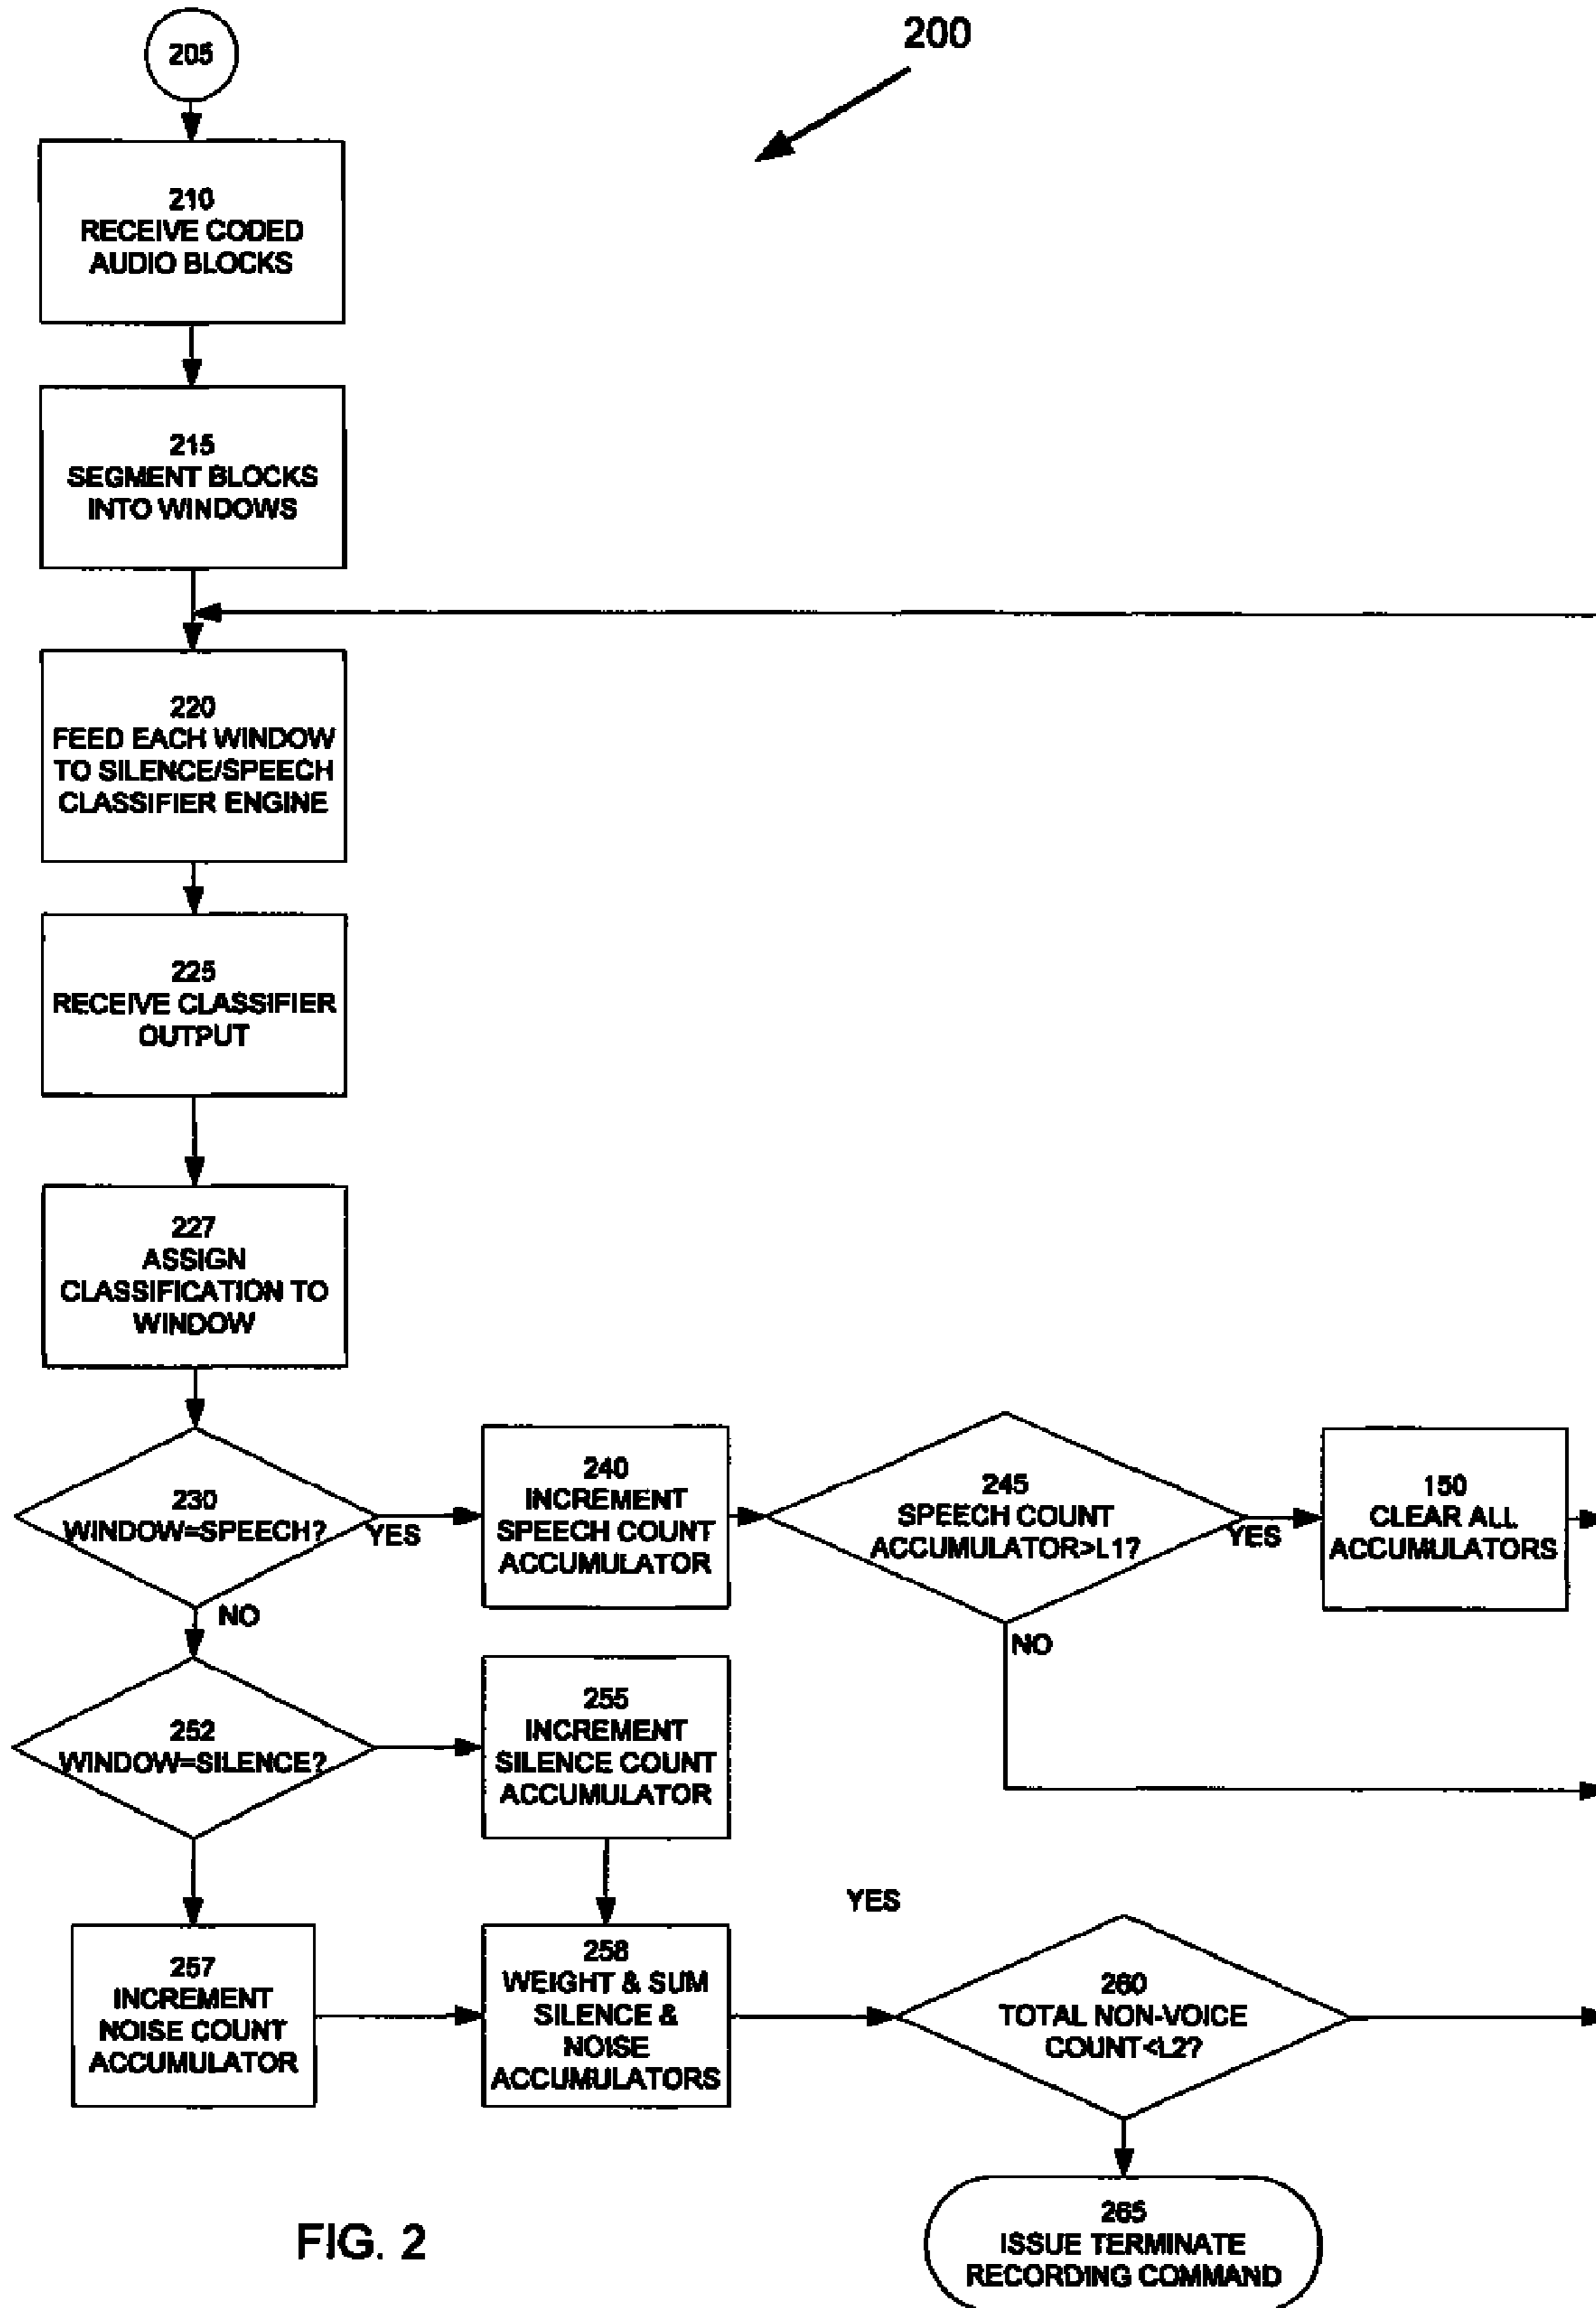 200
205
210
RECEIVE CODED
AUDIO BLOCKS
215
SEGMENT BLOCKS
INTO WINDOWS
220
FEED EACH WINDOW
TO SILENCE/SPEECH
CLASSIFIER ENGINE
225
RECEIVE CLASSIFIER
OUTPUT
227
ASSIGN
CLASSIFICATION TO
WINDOW
230
WINDOW=SPEECH?
YES
NO
240
INCREMENT
SPEECH COUNT
ACCUMULATOR
245
SPEECH COUNT
ACCUMULATOR>L1?
YES
NO
150
CLEAR ALL
ACCUMULATORS
252
WINDOW=SILENCE?
255
INCREMENT
SILENCE COUNT
ACCUMULATOR
257
INCREMENT
NOISE COUNT
ACCUMULATOR
258
WEIGHT & SUM
SILENCE &
NOISE
ACCUMULATORS
YES
260
TOTAL NON-VOICE
COUNT<L2?
265
ISSUE TERMINATE
RECORDING COMMAND
FIG. 2